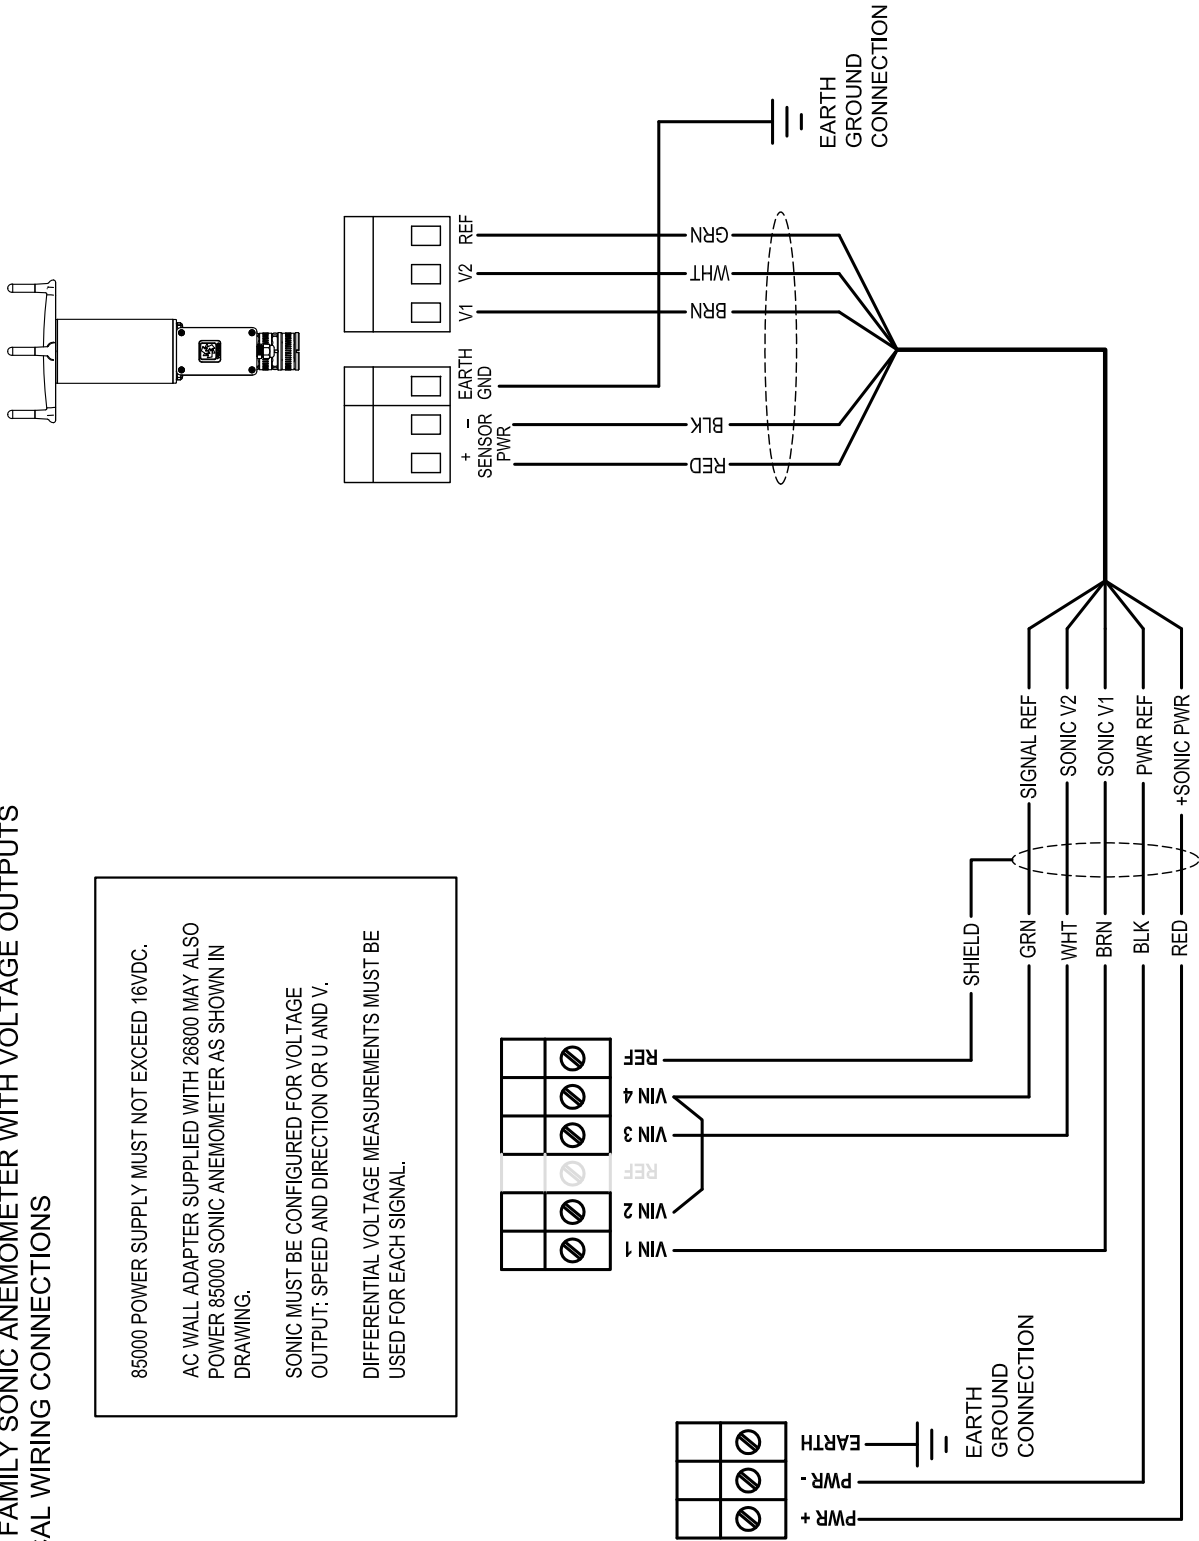 FAMILY SONIC ANEMOMETER WITH VOLTAGE OUTPUTS
WIRING CONNECTIONS
85000 POWER SUPPLY MUST NOT EXCEED 16VDC.
AC WALL ADAPTER SUPPLIED WITH 26800 MAY ALSO
POWER 85000 SONIC ANEMOMETER AS SHOWN IN
DRAWING.
SONIC MUST BE CONFIGURED FOR VOLTAGE
OUTPUT: SPEED AND DIRECTION OR U AND V.
DIFFERENTIAL VOLTAGE MEASUREMENTS MUST BE
USED FOR EACH SIGNAL.
+ -
SENSOR
PWR
EARTH
GND
V1
V2
REF
RED
BLK
BRN
WHT
GRN
EARTH
GROUND
CONNECTION
VIN 1
VIN 2
REF
VIN 3
VIN 4
REF
SHIELD
GRN
SIGNAL REF
WHT
SONIC V2
BRN
SONIC V1
BLK
PWR REF
RED
+SONIC PWR
PWR +
PWR -
EARTH
EARTH
GROUND
CONNECTION